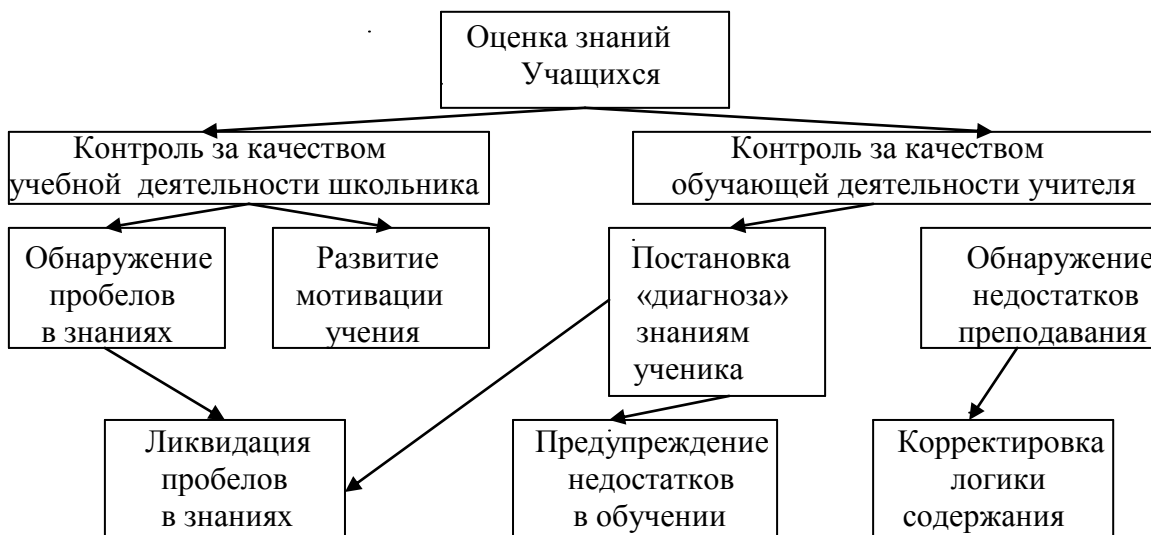 Оценка знаний
Учащихся
Контроль за качеством
учебной деятельности школьника
Контроль за качеством
обучающей деятельности учителя
Обнаружение
пробелов
в знаниях
Развитие
мотивации
учения
Постановка
«диагноза»
знаниям
ученика
Обнаружение
недостатков
преподавания
Ликвидация
пробелов
в знаниях
Предупреждение
недостатков
в обучении
Корректировка
логики
содержания